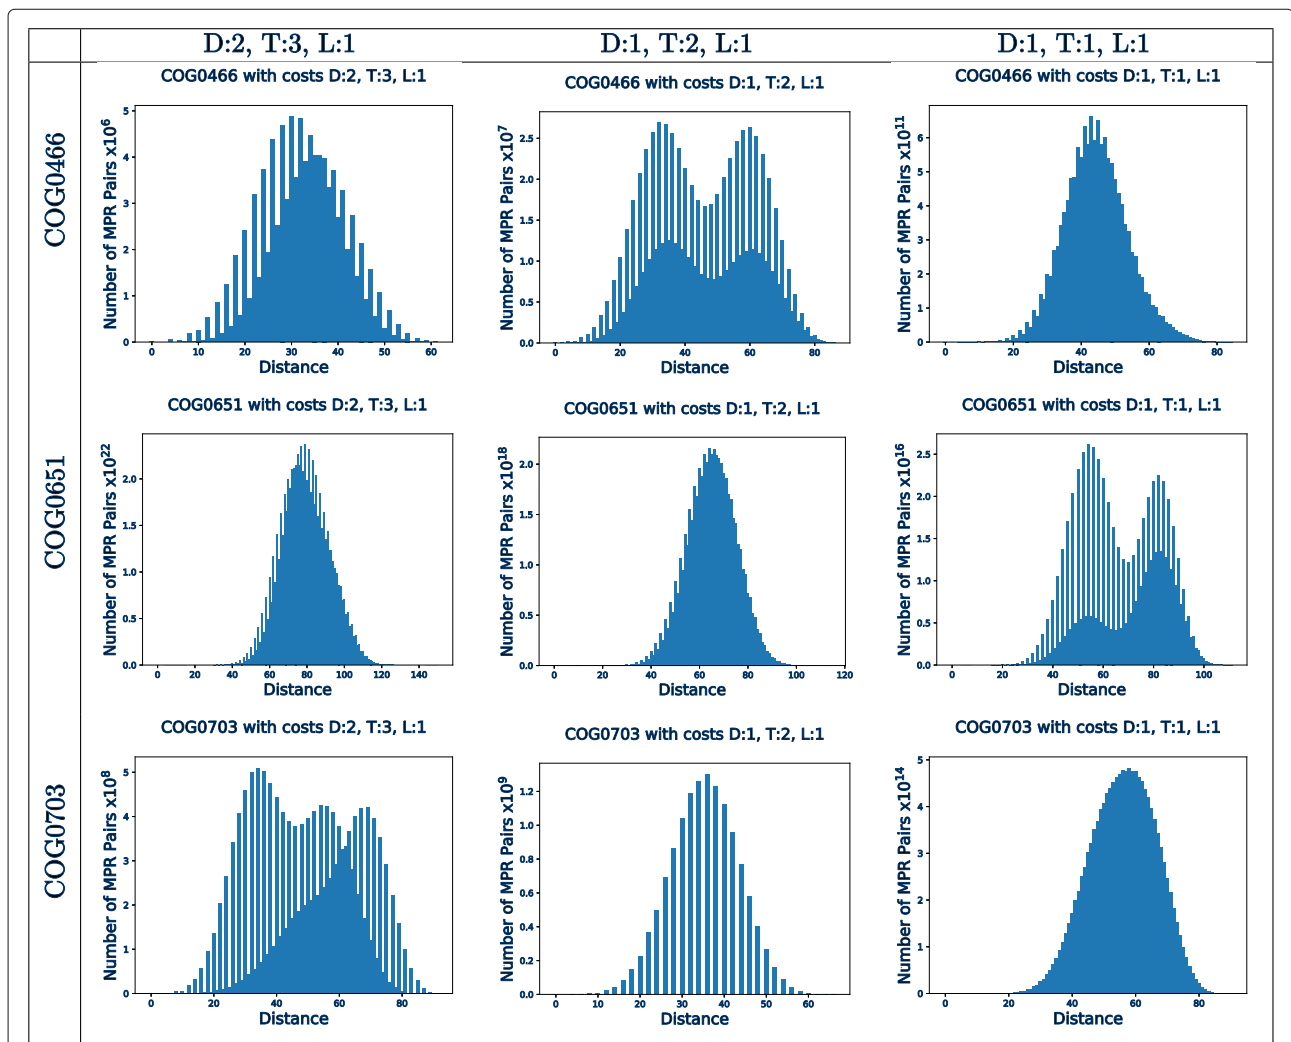 D:2, T:3, L:1
D:1, T:2, L:1
D:1, T:1, L:1
COG0466
COG0466 with costs D:2, T:3, L:1
Number of MPR Pairs x10^6
5
4
3
2
1
0
0 10 20 30 40 50 60
Distance
COG0466 with costs D:1, T:2, L:1
Number of MPR Pairs x10^7
2.5
2.0
1.5
1.0
0.5
0.0
0 20 40 60 80
Distance
COG0466 with costs D:1, T:1, L:1
Number of MPR Pairs x10^11
6
5
4
3
2
1
0
0 20 40 60 80
Distance
COG0651
COG0651 with costs D:2, T:3, L:1
Number of MPR Pairs x10^22
2.0
1.5
1.0
0.5
0.0
0 20 40 60 80 100 120 140
Distance
COG0651 with costs D:1, T:2, L:1
Number of MPR Pairs x10^18
2.0
1.5
1.0
0.5
0.0
0 20 40 60 80 100 120
Distance
COG0651 with costs D:1, T:1, L:1
Number of MPR Pairs x10^16
2.5
2.0
1.5
1.0
0.5
0.0
0 20 40 60 80 100
Distance
COG0703
COG0703 with costs D:2, T:3, L:1
Number of MPR Pairs x10^8
5
4
3
2
1
0
0 20 40 60 80
Distance
COG0703 with costs D:1, T:2, L:1
Number of MPR Pairs x10^9
1.2
1.0
0.8
0.6
0.4
0.2
0.0
0 10 20 30 40 50 60
Distance
COG0703 with costs D:1, T:1, L:1
Number of MPR Pairs x10^14
5
4
3
2
1
0
0 20 40 60 80
Distance